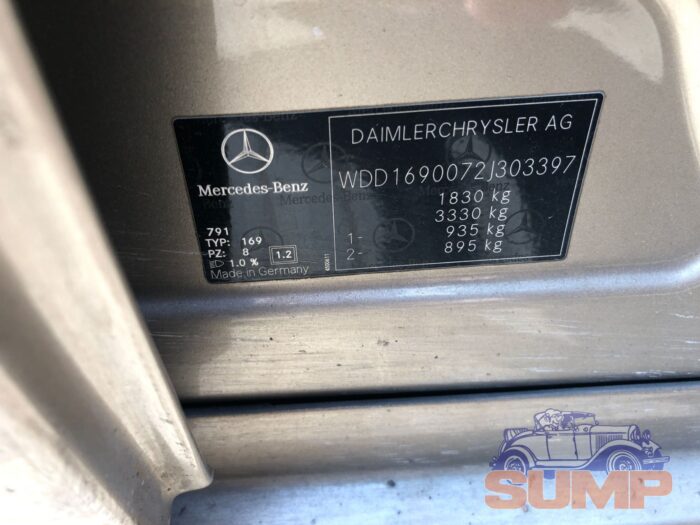 DAIMLERCHRYSLER AG
Mercedes-Benz
WDD1690072J303397
1830 kg
3330 kg
1- 935 kg
2- 895 kg
791
TYP: 169
PZ: 8
1.0 % 1.2
Made in Germany
SUMP